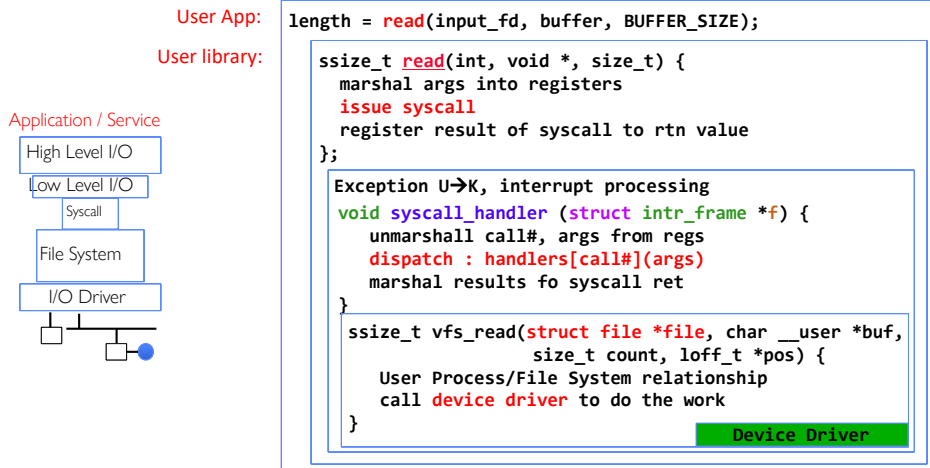 User App:
length = read(input_fd, buffer, BUFFER_SIZE);
User library:
ssize_t read(int, void *, size_t) {
marshal args into registers
issue syscall
register result of syscall to rtn value
};
Application / Service
High Level I/O
Low Level I/O
Syscall
File System
I/O Driver
Exception U→K, interrupt processing
void syscall_handler (struct intr_frame *f) {
unmarshall call#, args from regs
dispatch : handlers[call#](args)
marshal results fo syscall ret
}
ssize_t vfs_read(struct file *file, char __user *buf,
size_t count, loff_t *pos) {
User Process/File System relationship
call device driver to do the work
}
Device Driver